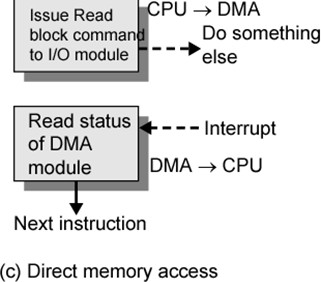 Issue Read
block command
to I/O module
CPU → DMA
Do something
else
Read status
of DMA
module
Interrupt
DMA → CPU
Next instruction
(c) Direct memory access